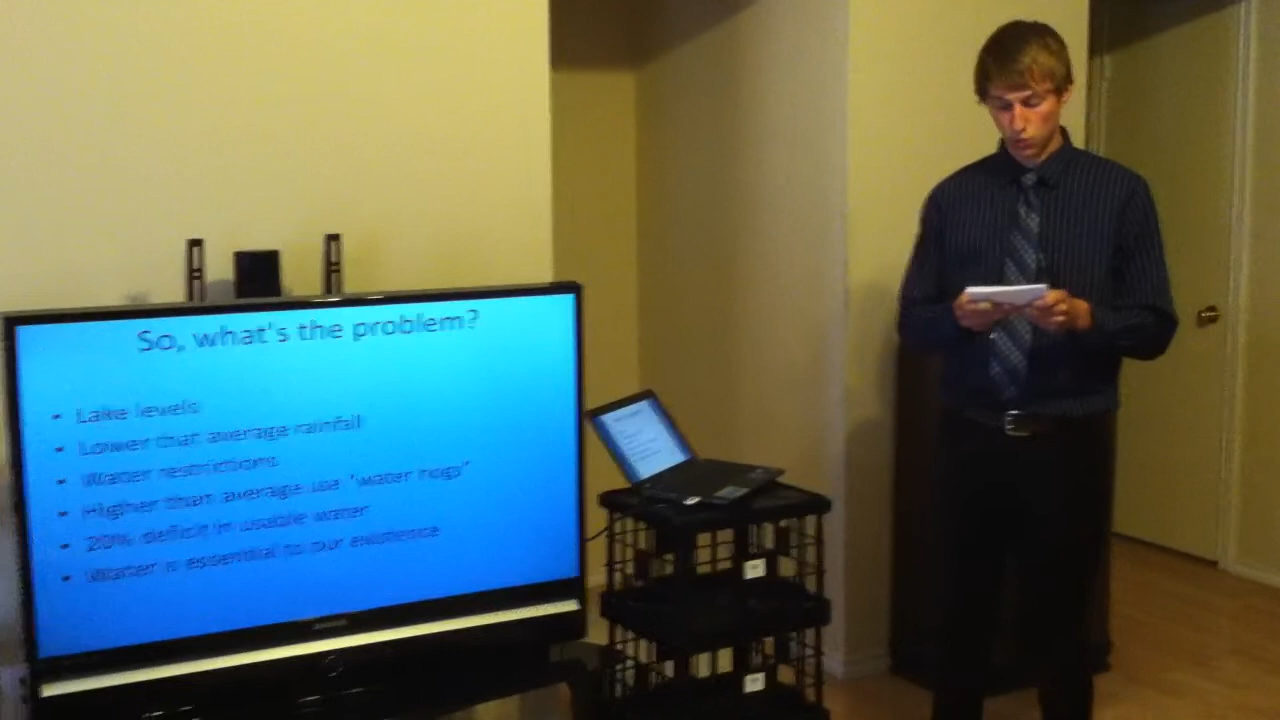 So, what's the problem?
• Lake levels
• Lower than average rainfall
• Water restrictions
• Higher than average use "water hogs"
• 20% deficit in usable water
• Water is essential to our existence